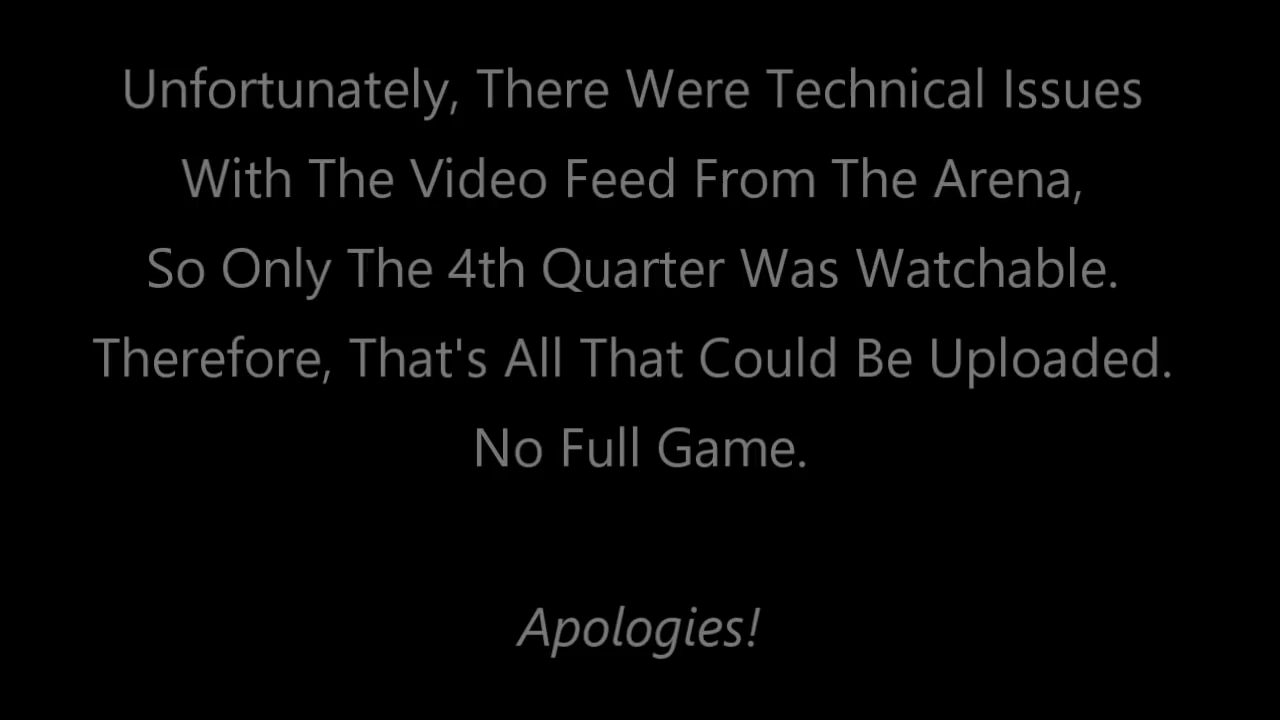 Unfortunately, There Were Technical Issues
With The Video Feed From The Arena,
So Only The 4th Quarter Was Watchable.
Therefore, That's All That Could Be Uploaded.
No Full Game.
Apologies!